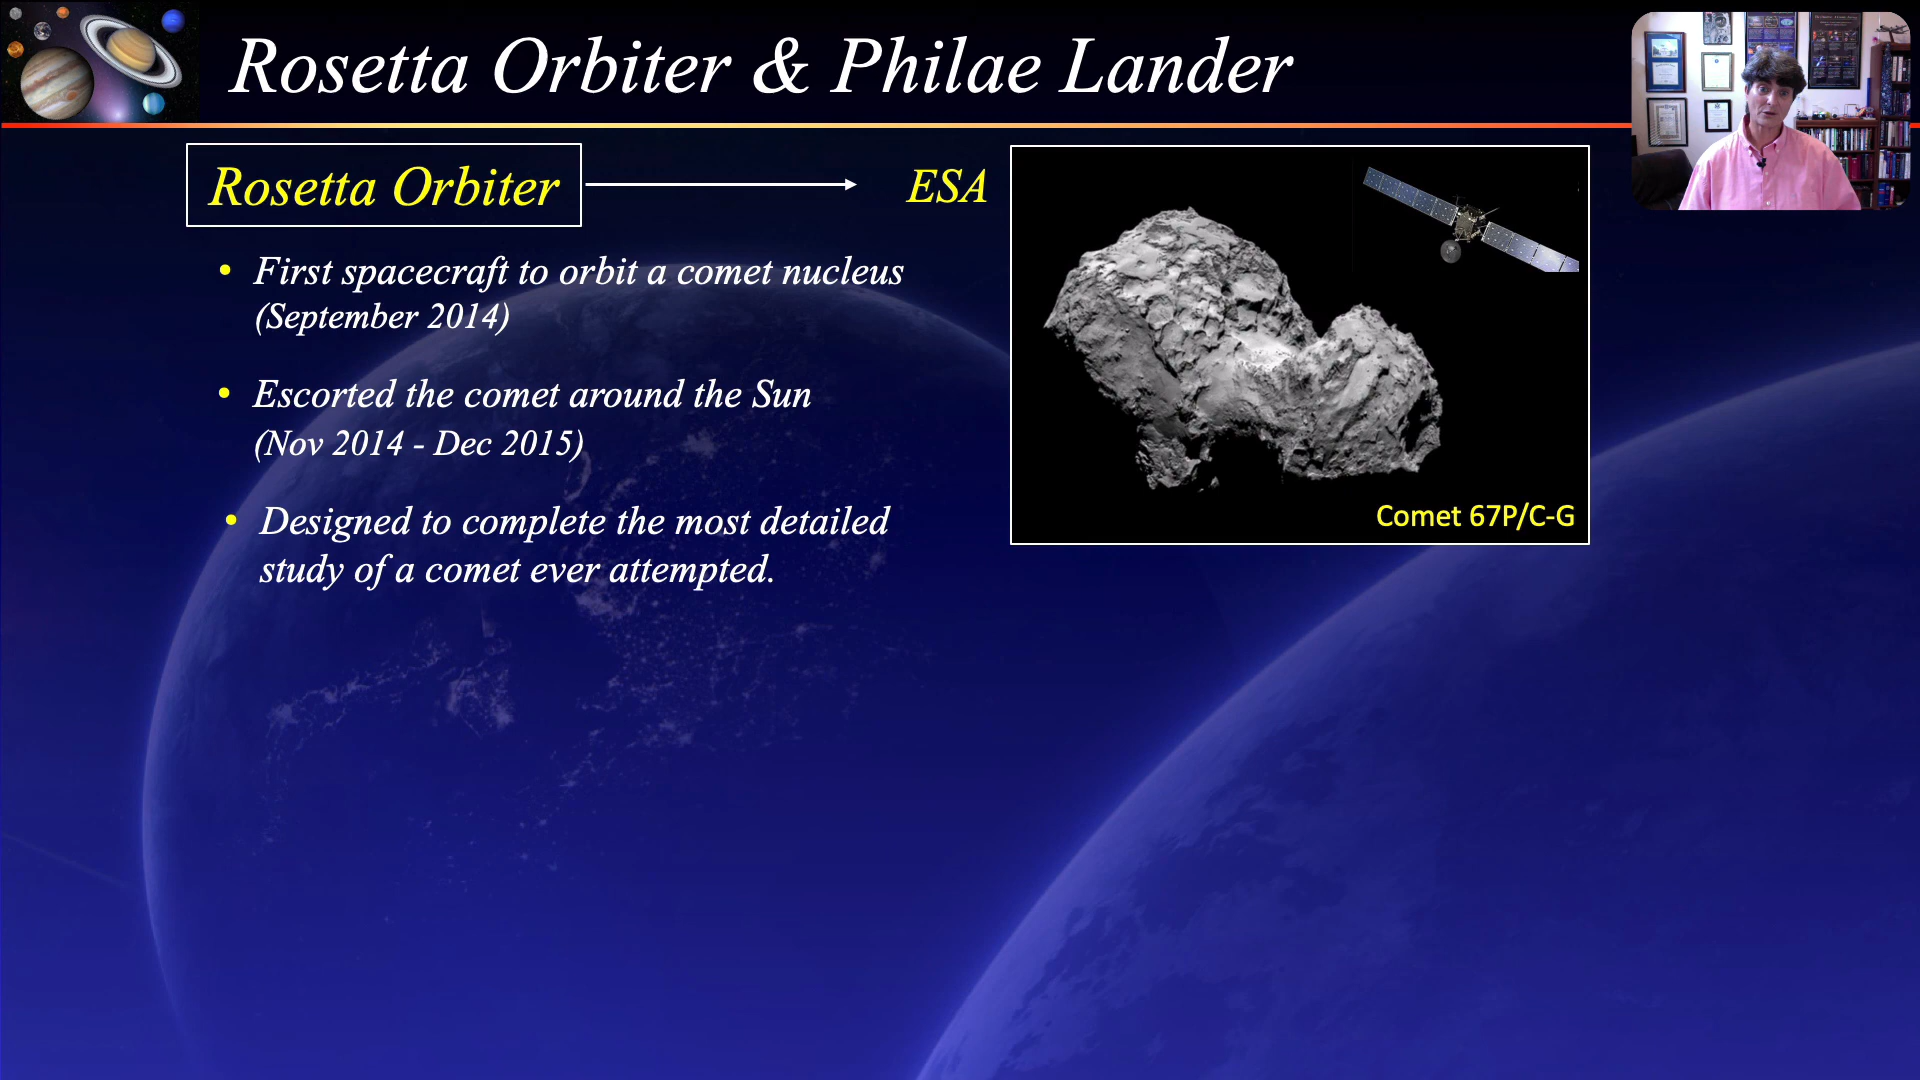 Rosetta Orbiter & Philae Lander
Rosetta Orbiter
ESA
• First spacecraft to orbit a comet nucleus
(September 2014)
• Escorted the comet around the Sun
(Nov 2014 - Dec 2015)
• Designed to complete the most detailed
study of a comet ever attempted.
Comet 67P/C-G